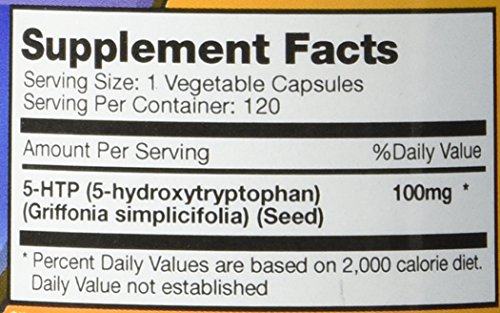 Supplement Facts
Serving Size: 1 Vegetable Capsules
Serving Per Container: 120
Amount Per Serving %Daily Value
5-HTP (5-hydroxytryptophan) 100mg *
(Griffonia simplicifolia) (Seed)
* Percent Daily Values are based on 2,000 calorie diet.
Daily Value not established